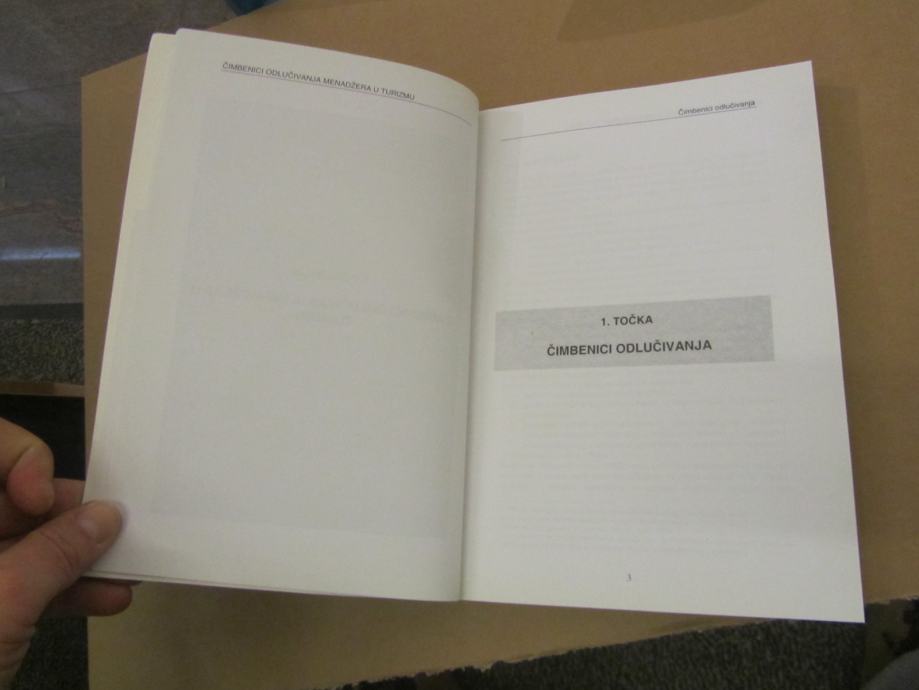 ČIMBENICI ODLUČIVANJA MENADŽERA U TURIZMU
Čimbenici odlučivanja
1. TOČKA
ČIMBENICI ODLUČIVANJA
3